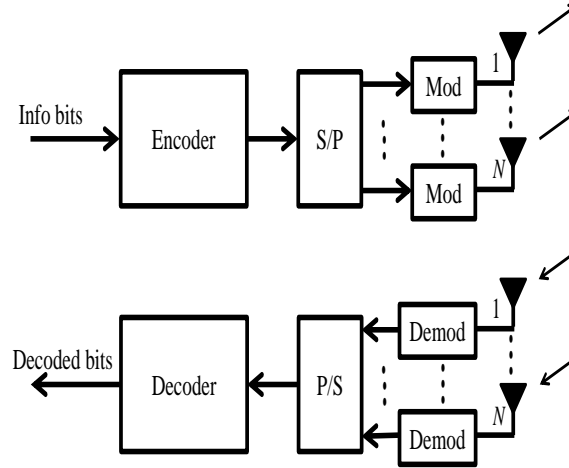 Info bits
Encoder
S/P
Mod
1
Mod
N
Decoded bits
Decoder
P/S
Demod
1
Demod
N